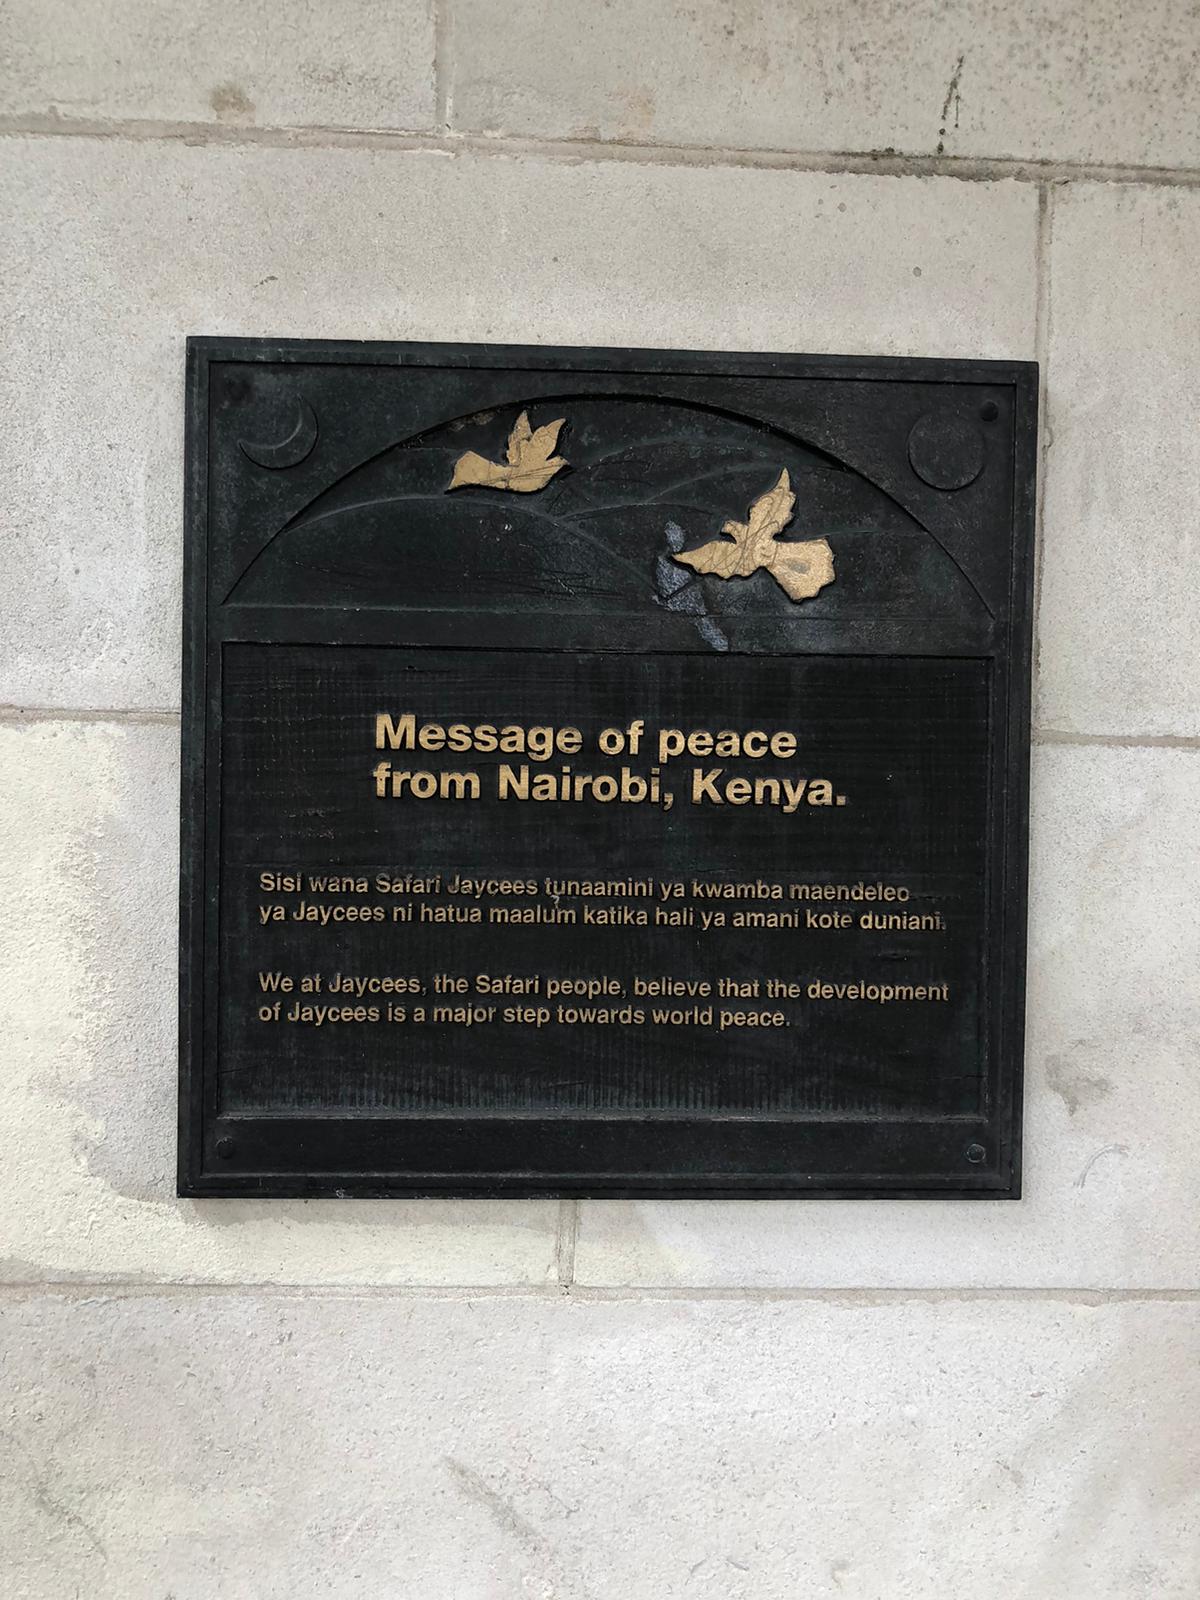 Message of peace
from Nairobi, Kenya.
Sisi wana Safari Jaycees tunaamini ya kwamba maendeleo
ya Jaycees ni hatua maalum katika hali ya amani kote duniani.
We at Jaycees, the Safari people, believe that the development
of Jaycees is a major step towards world peace.